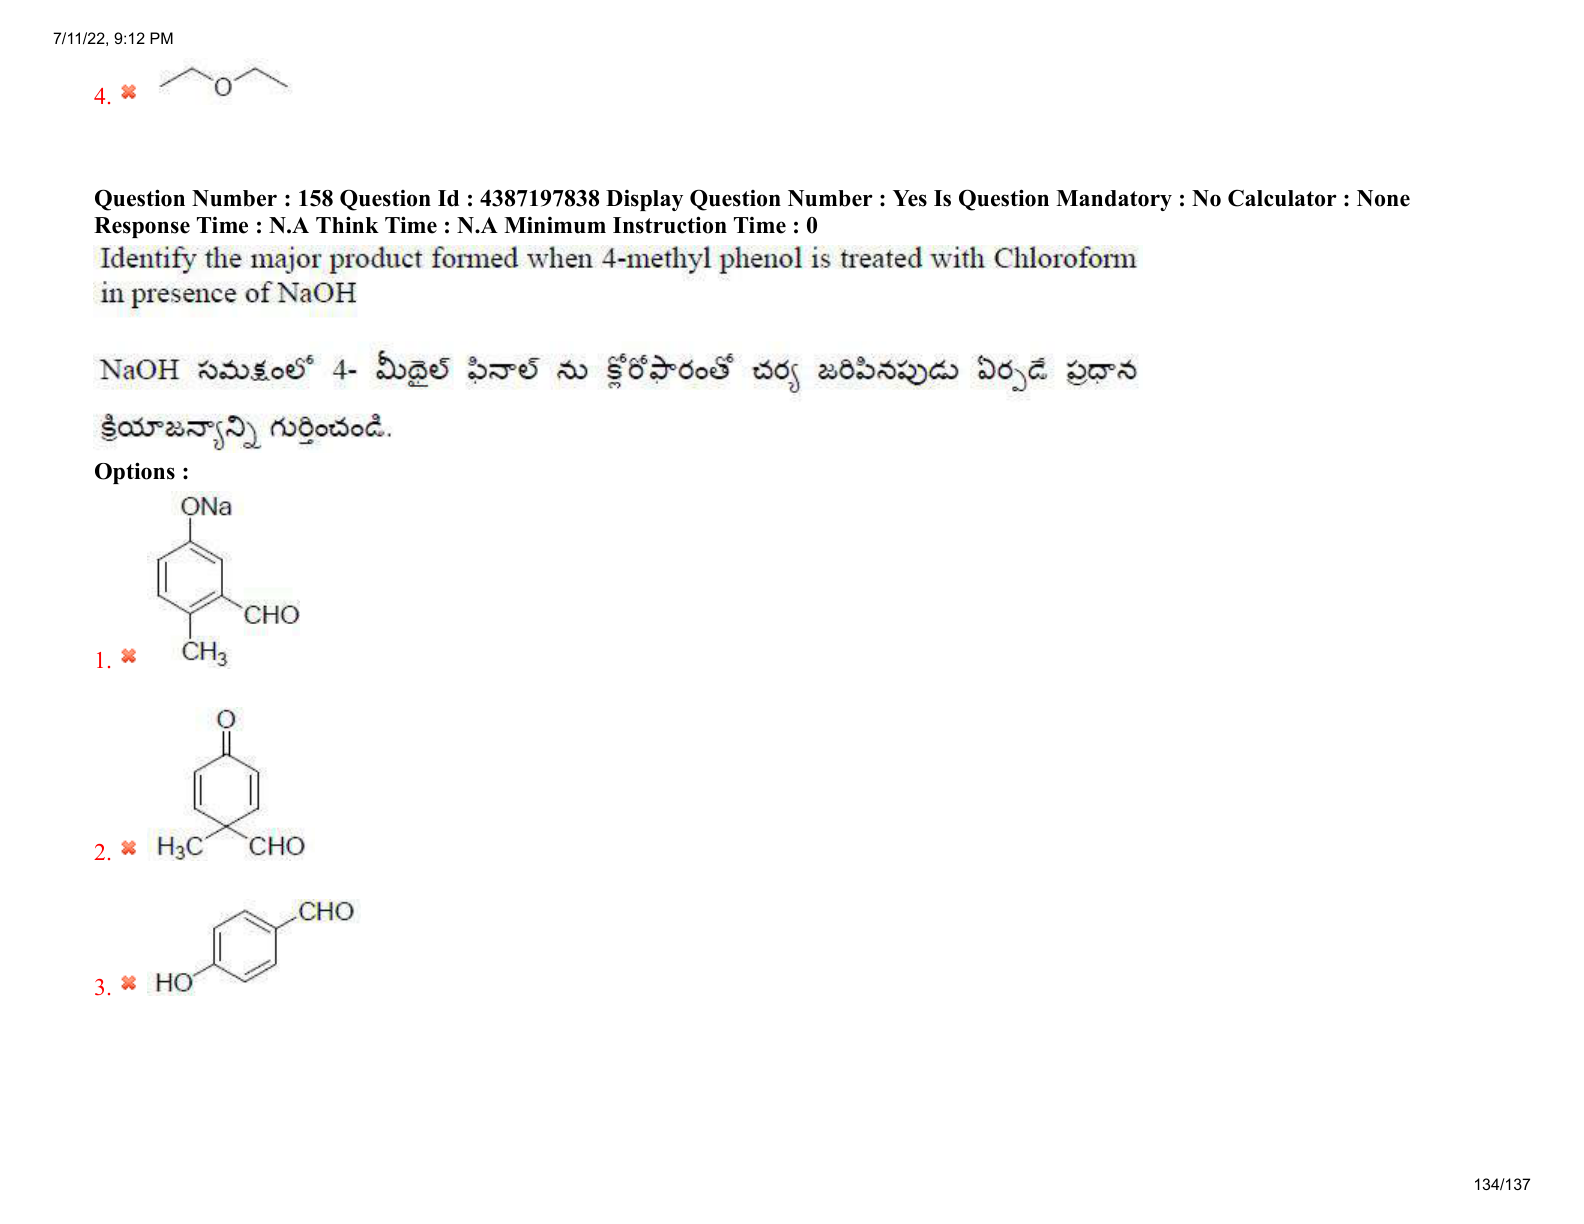 7/11/22, 9:12 PM
4. ✖
O
Question Number : 158 Question Id : 4387197838 Display Question Number : Yes Is Question Mandatory : No Calculator : None
Response Time : N.A Think Time : N.A Minimum Instruction Time : 0
Identify the major product formed when 4-methyl phenol is treated with Chloroform
in presence of NaOH
NaOH సమక్షంలో 4- మీథైల్ ఫినాల్ ను క్లోరోఫారంతో చర్య జరిపినపుడు ఏర్పడే ప్రధాన
క్రియాజన్యాన్ని గుర్తించండి.
Options :
ONa
CHO
CH3
1. ✖
O
H3C CHO
2. ✖
CHO
HO
3. ✖
134/137